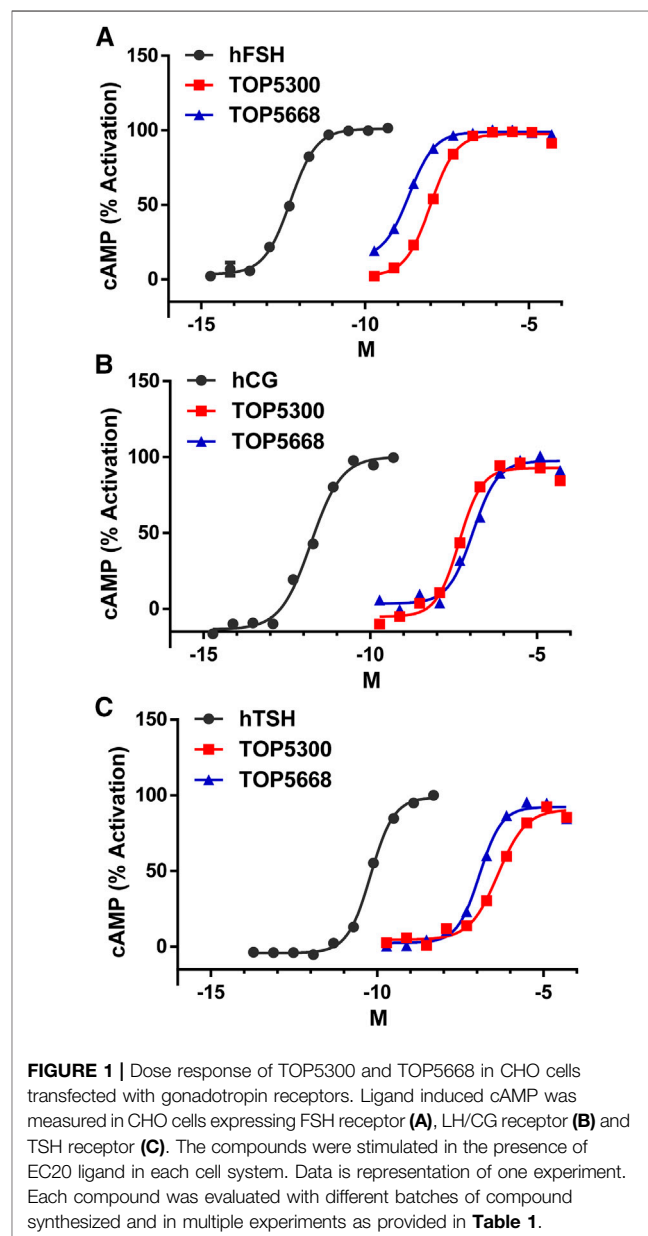 A
hFSH
TOP5300
TOP5668
cAMP (% Activation)
150
100
50
0
-15
-10
-5
M
B
hCG
TOP5300
TOP5668
cAMP (% Activation)
150
100
50
0
-15
-10
-5
M
C
hTSH
TOP5300
TOP5668
cAMP (% Activation)
150
100
50
0
-15
-10
-5
M
FIGURE 1 | Dose response of TOP5300 and TOP5668 in CHO cells
transfected with gonadotropin receptors. Ligand induced cAMP was
measured in CHO cells expressing FSH receptor (A), LH/CG receptor (B) and
TSH receptor (C). The compounds were stimulated in the presence of
EC20 ligand in each cell system. Data is representation of one experiment.
Each compound was evaluated with different batches of compound
synthesized and in multiple experiments as provided in Table 1.